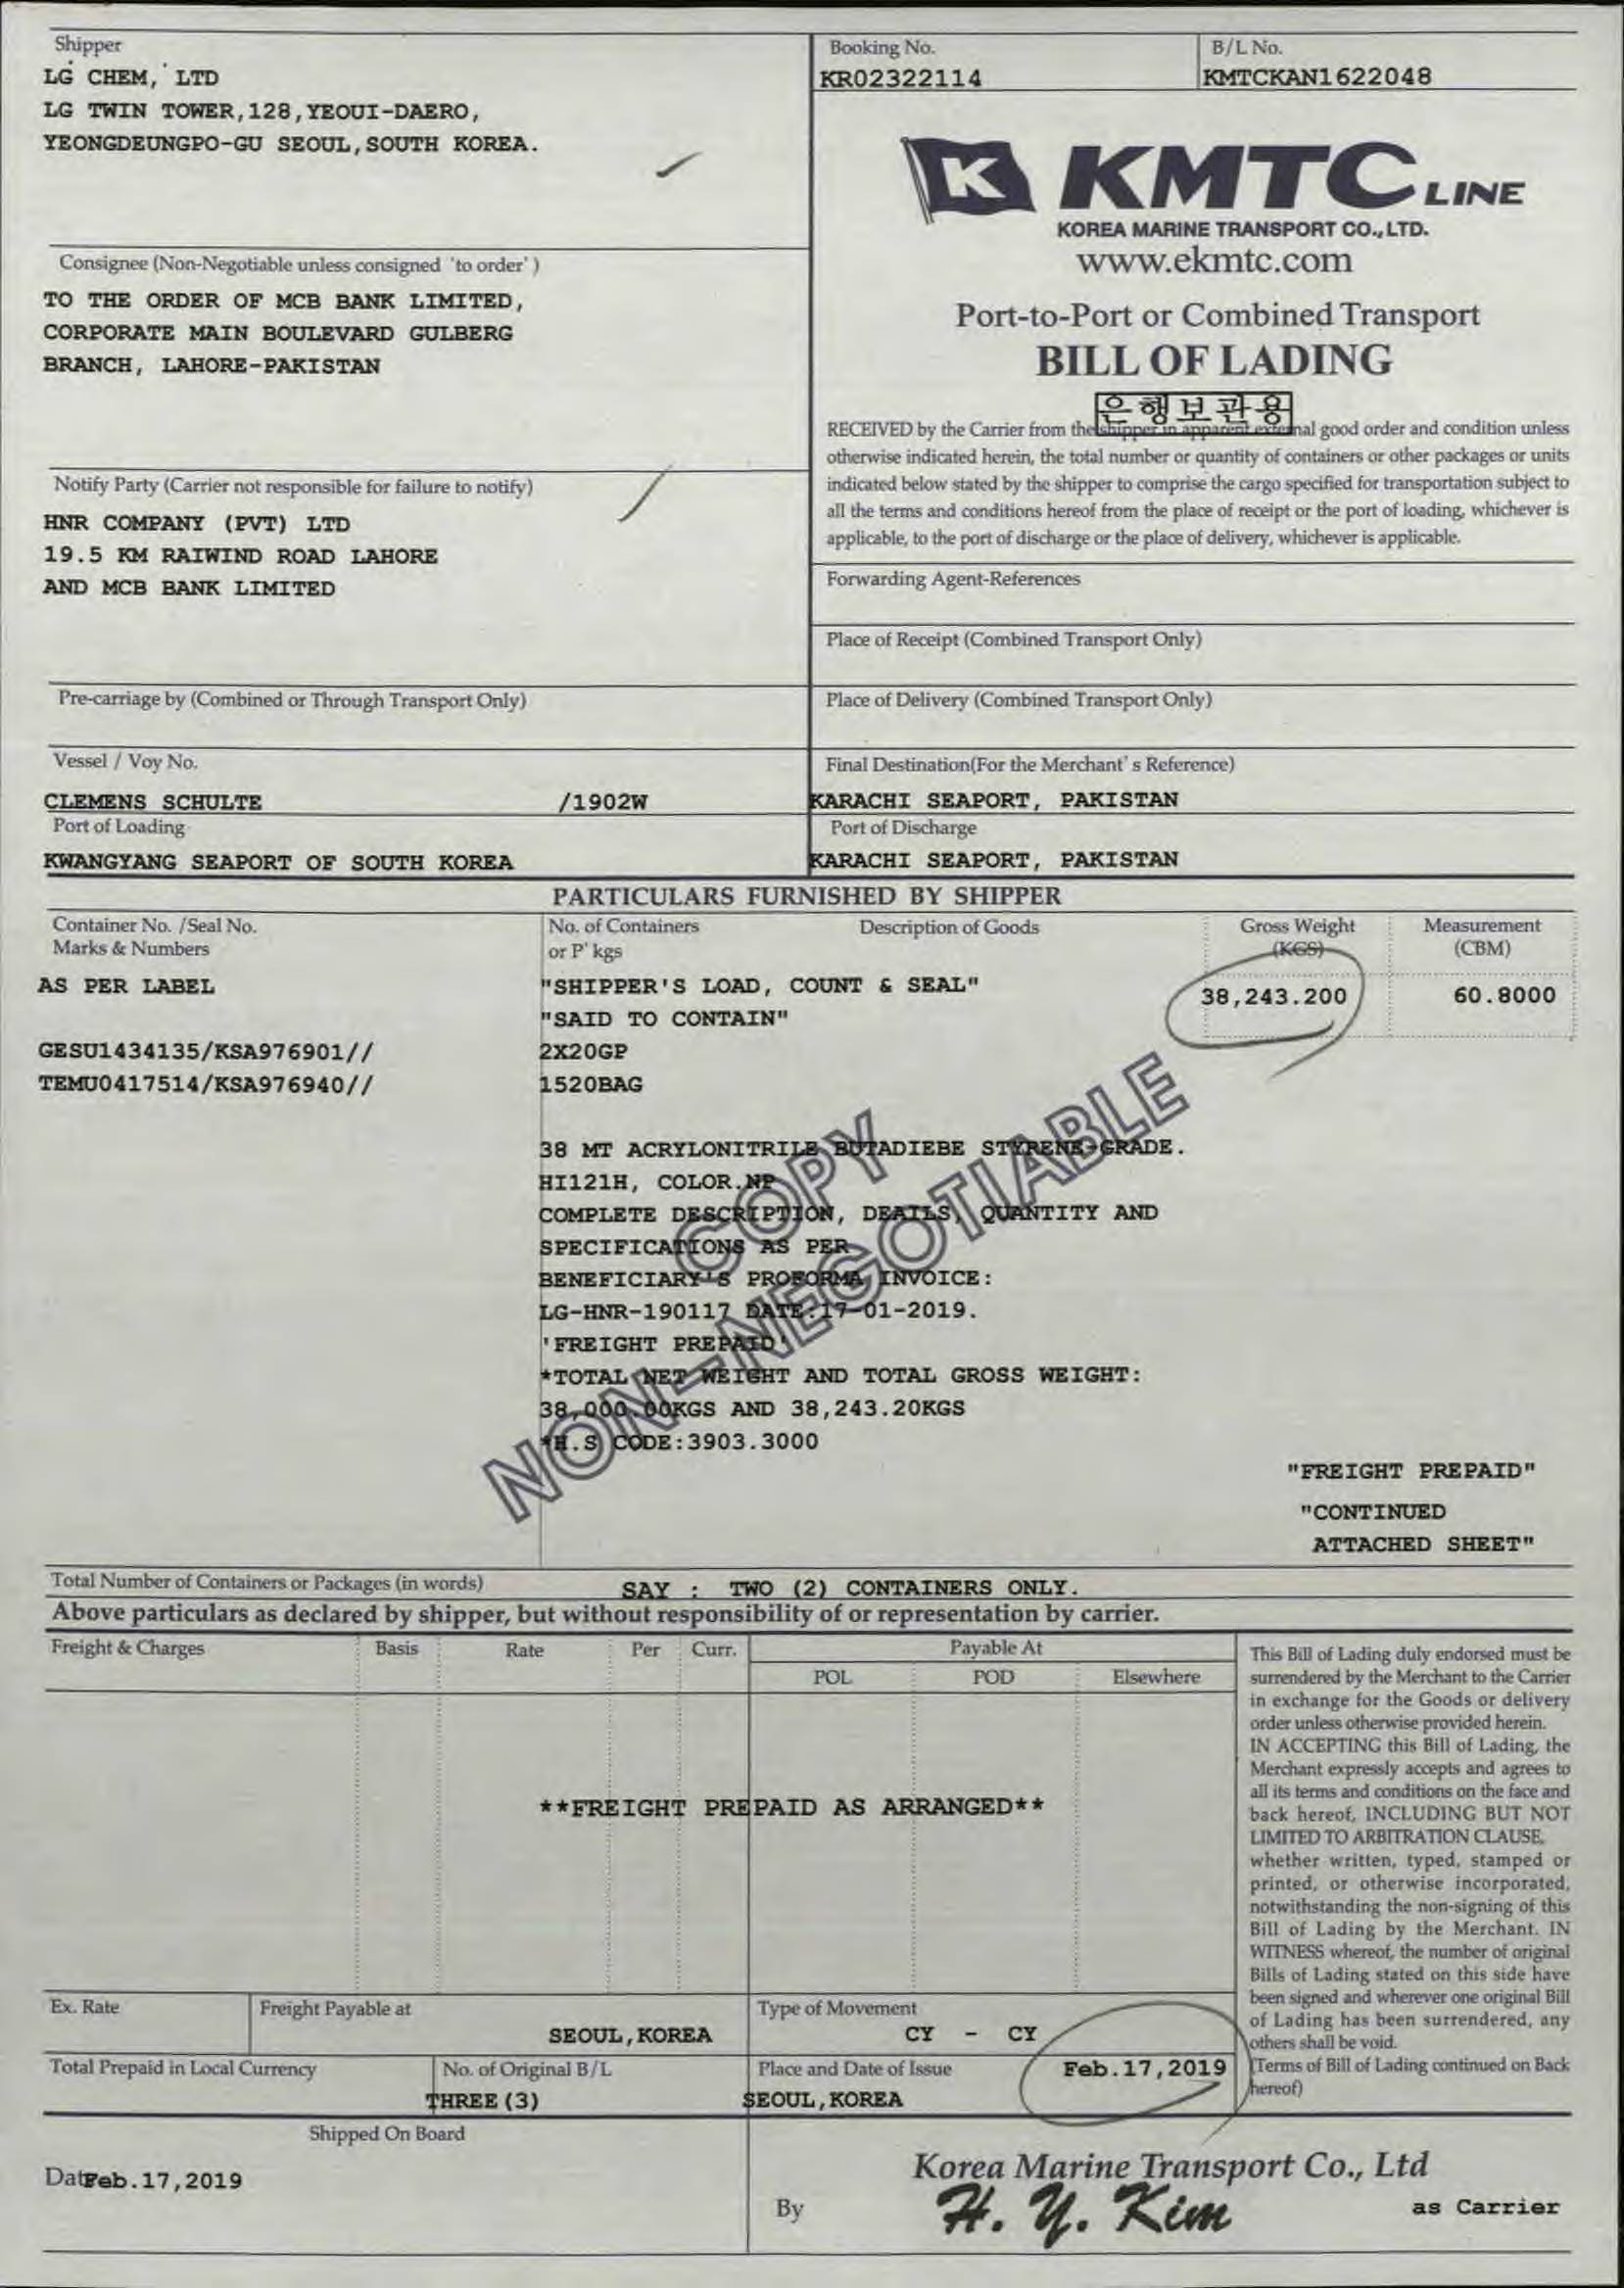 Shipper
LG CHEM, LTD
LG TWIN TOWER,128,YEOUI-DAERO,
YEONGDEUNGPO-GU SEOUL,SOUTH KOREA.
Booking No.
KR02322114
B/L No.
KMTCKAN1622048
K KMTC LINE
KOREA MARINE TRANSPORT CO.,LTD.
www.ekmtc.com
Port-to-Port or Combined Transport
BILL OF LADING
은행보관용
Consignee (Non-Negotiable unless consigned 'to order' )
TO THE ORDER OF MCB BANK LIMITED,
CORPORATE MAIN BOULEVARD GULBERG
BRANCH, LAHORE-PAKISTAN
RECEIVED by the Carrier from the shipper in apparent external good order and condition unless
otherwise indicated herein, the total number or quantity of containers or other packages or units
indicated below stated by the shipper to comprise the cargo specified for transportation subject to
all the terms and conditions hereof from the place of receipt or the port of loading, whichever is
applicable, to the port of discharge or the place of delivery, whichever is applicable.
Notify Party (Carrier not responsible for failure to notify)
HNR COMPANY (PVT) LTD
19.5 KM RAIWIND ROAD LAHORE
AND MCB BANK LIMITED
Forwarding Agent-References
Place of Receipt (Combined Transport Only)
Pre-carriage by (Combined or Through Transport Only)
Place of Delivery (Combined Transport Only)
Vessel / Voy No.
CLEMENS SCHULTE /1902W
Final Destination(For the Merchant' s Reference)
KARACHI SEAPORT, PAKISTAN
Port of Loading
KWANGYANG SEAPORT OF SOUTH KOREA
Port of Discharge
KARACHI SEAPORT, PAKISTAN
PARTICULARS FURNISHED BY SHIPPER
Container No. /Seal No.
Marks & Numbers
No. of Containers
or P' kgs
Description of Goods
Gross Weight
(KGS)
Measurement
(CBM)
AS PER LABEL
"SHIPPER'S LOAD, COUNT & SEAL"
38,243.200
60.8000
"SAID TO CONTAIN"
GESU1434135/KSA976901//
2X20GP
TEMU0417514/KSA976940//
1520BAG
38 MT ACRYLONITRILE BUTADIEBE STYRENE-GRADE.
HI121H, COLOR.NP
COMPLETE DESCRIPTION, DEAILS, QUANTITY AND
SPECIFICATIONS AS PER
BENEFICIARY'S PROFORMA INVOICE:
LG-HNR-190117 DATE:17-01-2019.
'FREIGHT PREPAID'
*TOTAL NET WEIGHT AND TOTAL GROSS WEIGHT:
38,000.00KGS AND 38,243.20KGS
*H.S CODE:3903.3000
COPY
NON-NEGOTIABLE
"FREIGHT PREPAID"
"CONTINUED
ATTACHED SHEET"
Total Number of Containers or Packages (in words)
SAY : TWO (2) CONTAINERS ONLY.
Above particulars as declared by shipper, but without responsibility of or representation by carrier.
Freight & Charges
Basis
Rate
Per
Curr.
Payable At
POL
POD
Elsewhere
**FREIGHT PREPAID AS ARRANGED**
This Bill of Lading duly endorsed must be
surrendered by the Merchant to the Carrier
in exchange for the Goods or delivery
order unless otherwise provided herein.
IN ACCEPTING this Bill of Lading, the
Merchant expressly accepts and agrees to
all its terms and conditions on the face and
back hereof, INCLUDING BUT NOT
LIMITED TO ARBITRATION CLAUSE,
whether written, typed, stamped or
printed, or otherwise incorporated,
notwithstanding the non-signing of this
Bill of Lading by the Merchant. IN
WITNESS whereof, the number of original
Bills of Lading stated on this side have
been signed and wherever one original Bill
of Lading has been surrendered, any
others shall be void.
(Terms of Bill of Lading continued on Back
hereof)
Ex. Rate
Freight Payable at
SEOUL,KOREA
Type of Movement
CY - CY
Total Prepaid in Local Currency
No. of Original B/L
THREE(3)
Place and Date of Issue
Feb.17,2019
SEOUL,KOREA
Shipped On Board
Date Feb.17,2019
Korea Marine Transport Co., Ltd
By H. Y. Kim
as Carrier